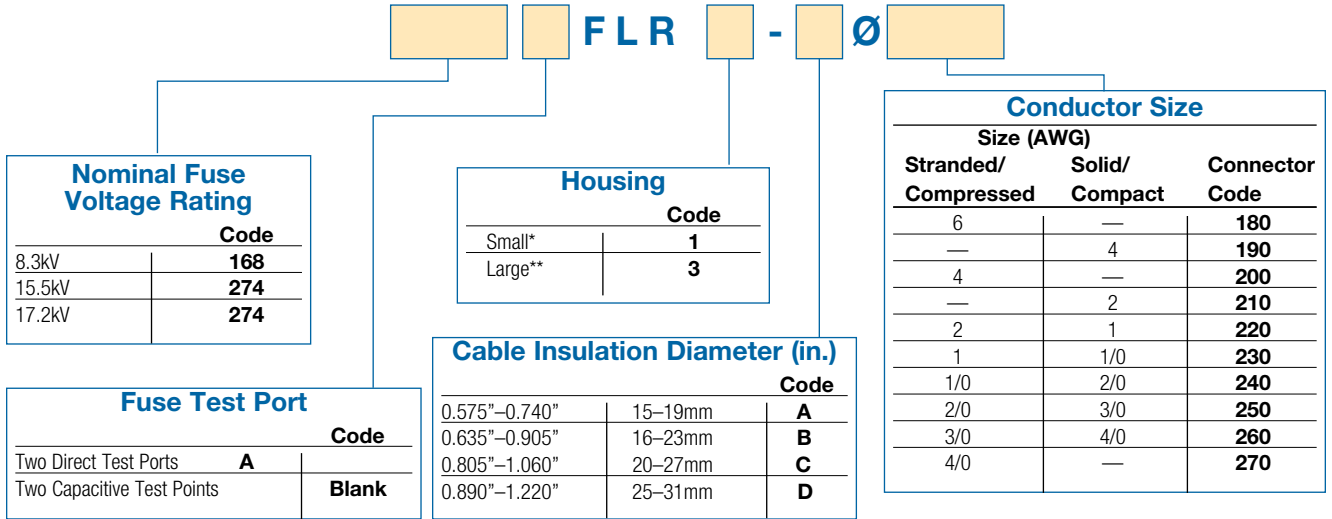 FLR - Ø
Nominal Fuse
Voltage Rating
Code
8.3kV 168
15.5kV 274
17.2kV 274
Fuse Test Port
Code
Two Direct Test Ports A
Two Capacitive Test Points Blank
Housing
Code
Small* 1
Large** 3
Cable Insulation Diameter (in.)
Code
0.575”–0.740” 15–19mm A
0.635”–0.905” 16–23mm B
0.805”–1.060” 20–27mm C
0.890”–1.220” 25–31mm D
Conductor Size
Size (AWG)
Stranded/ Solid/ Connector
Compressed Compact Code
6 — 180
— 4 190
4 — 200
— 2 210
2 1 220
1 1/0 230
1/0 2/0 240
2/0 3/0 250
3/0 4/0 260
4/0 — 270